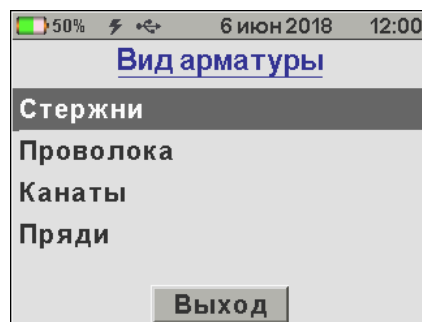 50% 6 июн 2018 12:00
Вид арматуры
Стержни
Проволока
Канаты
Пряди
Выход